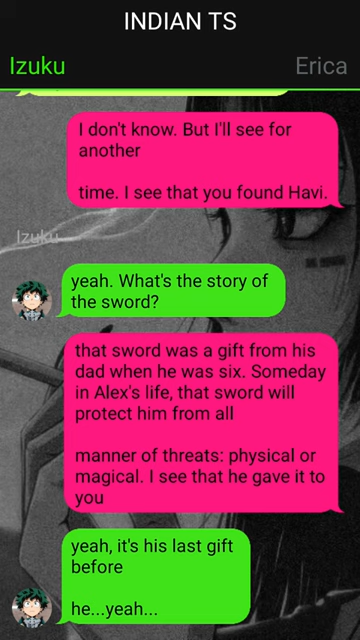 INDIAN TS
Izuku
Erica
I don't know. But I'll see for
another
time. I see that you found Havi.
Izuku
yeah. What's the story of
the sword?
that sword was a gift from his
dad when he was six. Someday
in Alex's life, that sword will
protect him from all
manner of threats: physical or
magical. I see that he gave it to
you
yeah, it's his last gift
before
he...yeah...